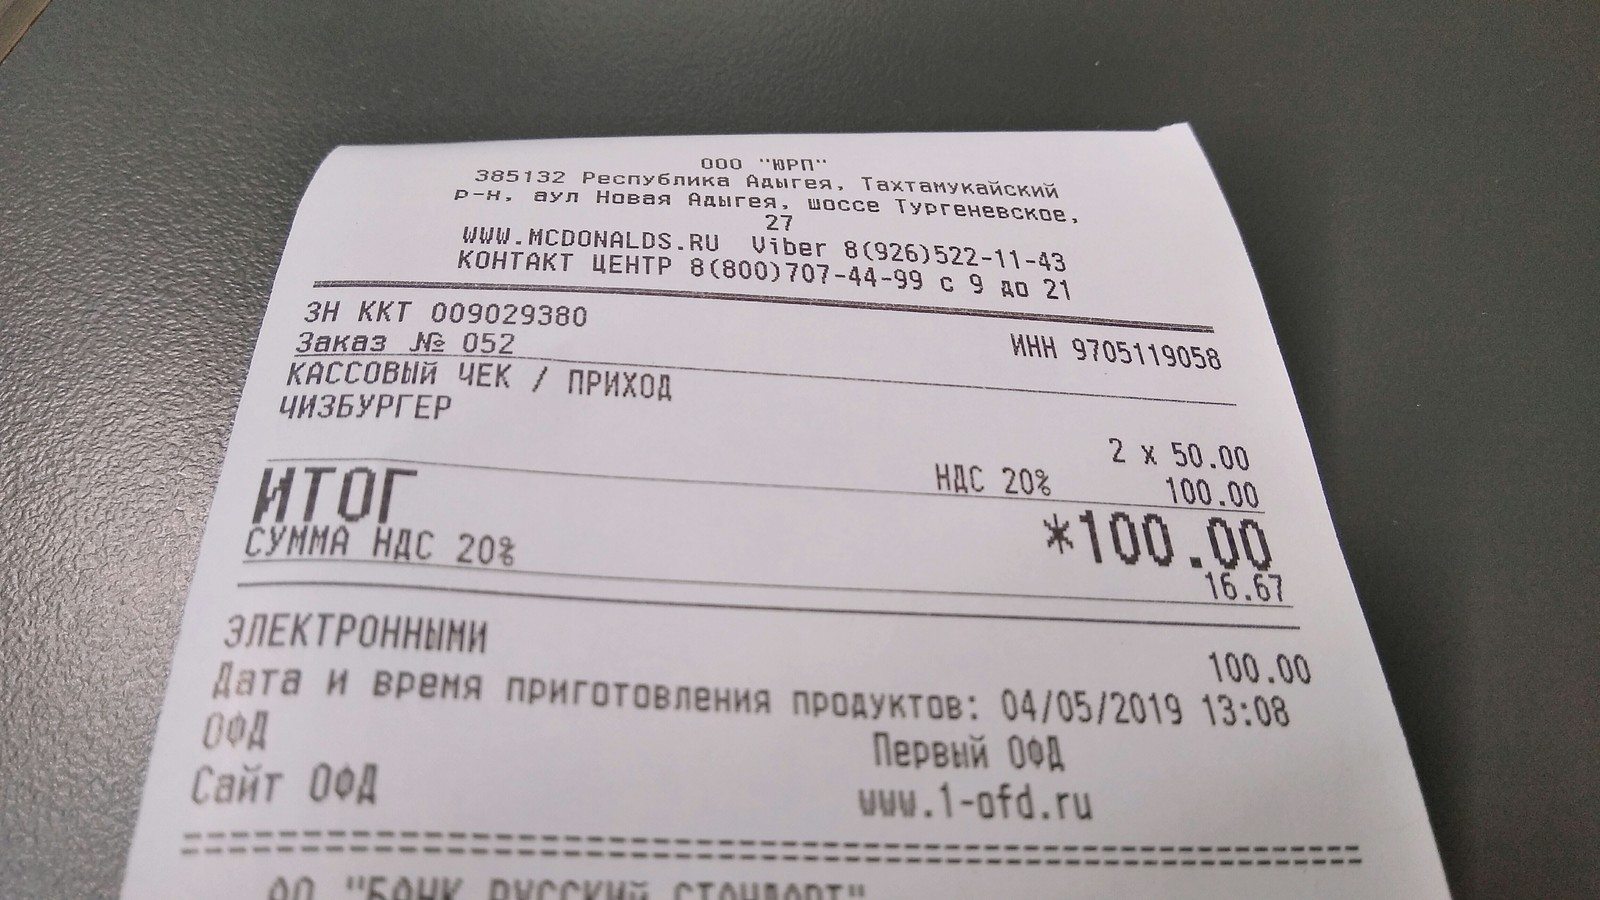 ООО "ЮРП"
385132 Республика Адыгея, Тахтамукайский
р-н, аул Новая Адыгея, шоссе Тургеневское,
27
WWW.MCDONALDS.RU Viber 8(926)522-11-43
КОНТАКТ ЦЕНТР 8(800)707-44-99 с 9 до 21
ЗН ККТ 009029380
ИНН 9705119058
Заказ № 052
КАССОВЫЙ ЧЕК / ПРИХОД
ЧИЗБУРГЕР
2 x 50.00
НДС 20% 100.00
ИТОГ *100.00
СУММА НДС 20% 16.67
ЭЛЕКТРОННЫМИ 100.00
Дата и время приготовления продуктов: 04/05/2019 13:08
ОФД Первый ОФД
Сайт ОФД www.1-ofd.ru
АО "БАНК РУССКИЙ СТАНДАРТ"